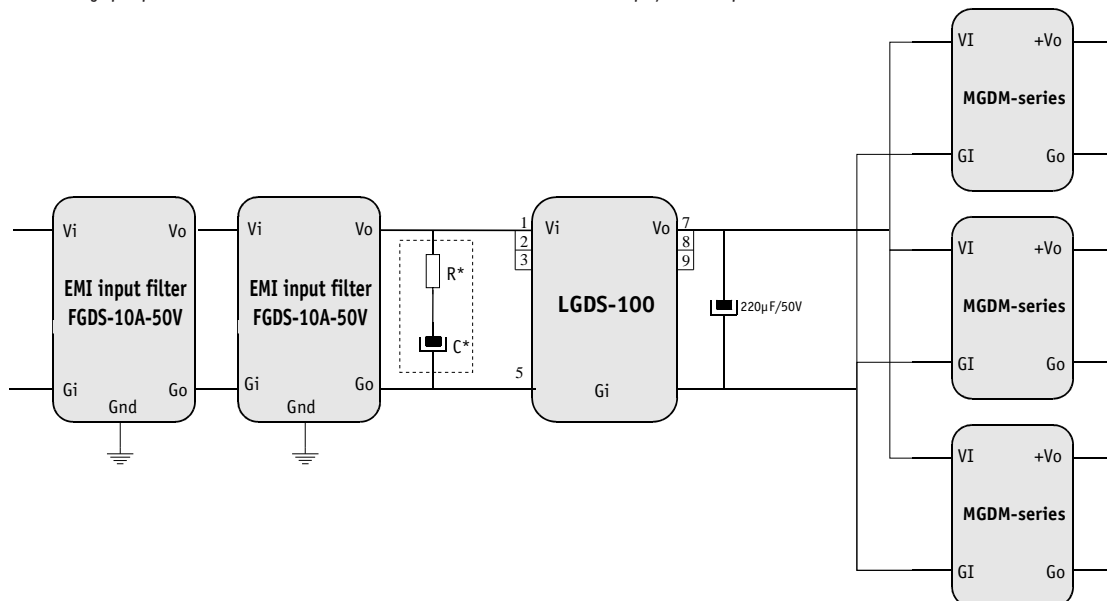 VI +Vo
MGDM-series
GI Go
Vi Vo
EMI input filter
FGDS-10A-50V
Gi Go
Gnd
Vi Vo
EMI input filter
FGDS-10A-50V
Gi Go
Gnd
R*
C*
1
2
3
5
Vi Vo
LGDS-100
Gi
7
8
9
220µF/50V
VI +Vo
MGDM-series
GI Go
VI +Vo
MGDM-series
GI Go